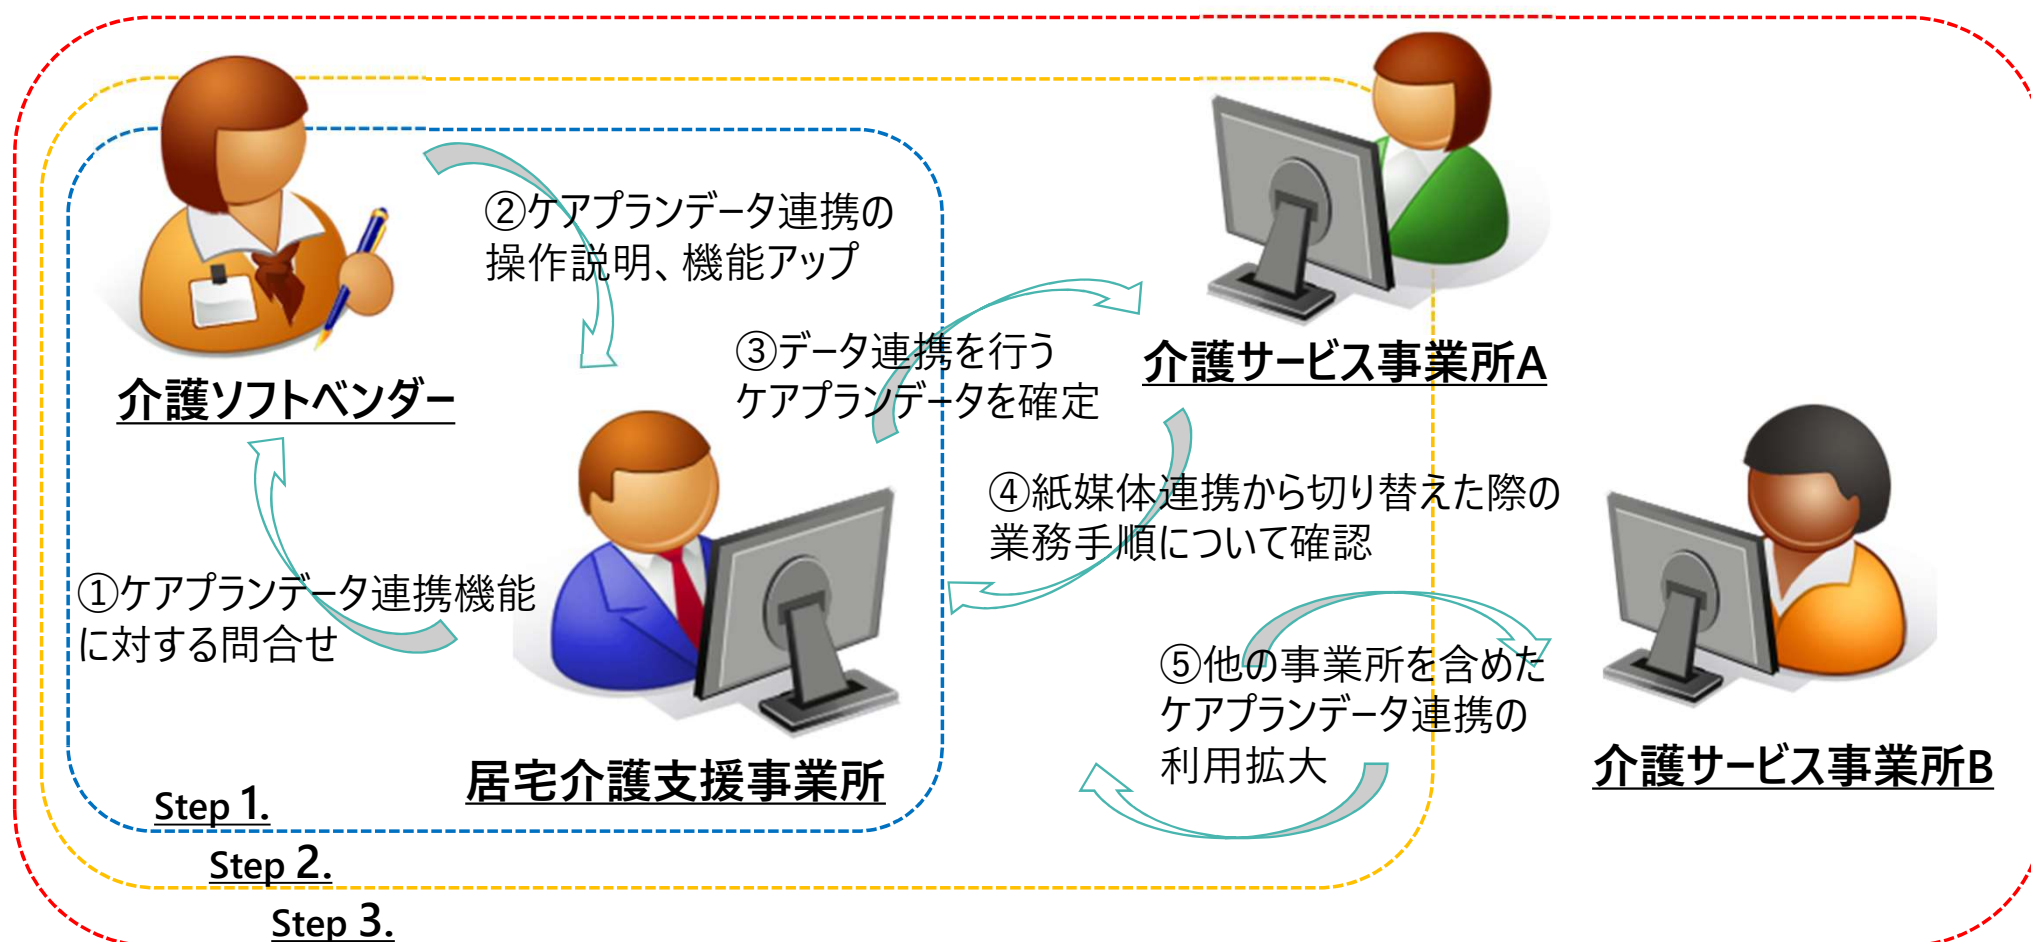 ②ケアプランデータ連携の
操作説明、機能アップ
③データ連携を行う
ケアプランデータを確定
介護サービス事業所A
介護ソフトベンダー
④紙媒体連携から切り替えた際の
業務手順について確認
①ケアプランデータ連携機能
に対する問合せ
⑤他の事業所を含めた
ケアプランデータ連携の
利用拡大
居宅介護支援事業所
介護サービス事業所B
Step 1.
Step 2.
Step 3.